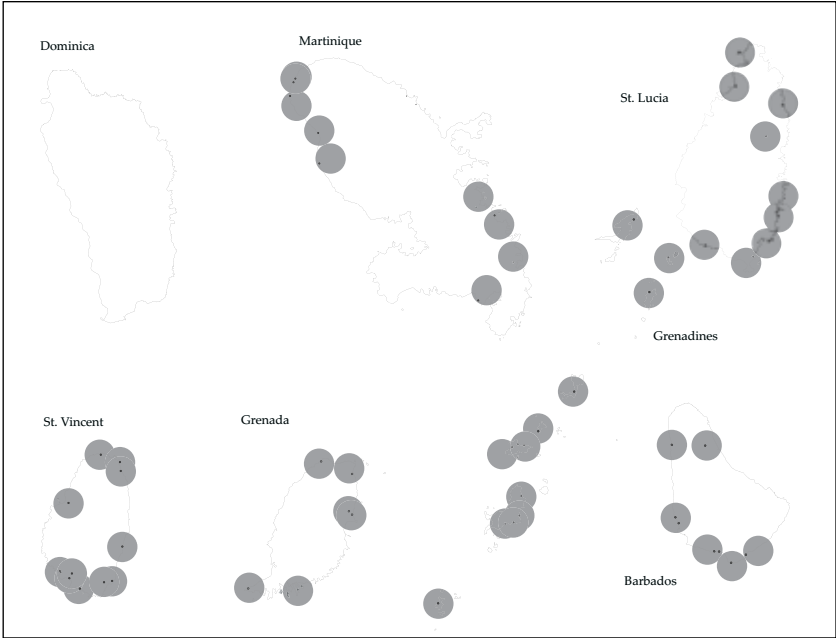 Dominica
Martinique
St. Lucia
Grenadines
St. Vincent
Grenada
Barbados